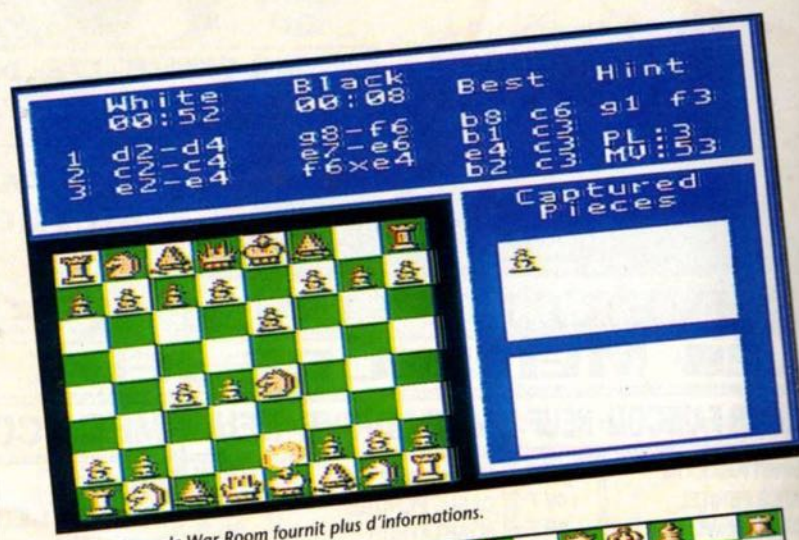 White Black Best Hint
00:52 00:08
1 d2-d4 g8-f6 b8 c6 g1 f3
2 c2-c4 e7-e6 b1 c3
3 e2-e4 f6xe4 e4 c3 PL:3
b2 c3 MV:53
Captured
Pieces
War Room fournit plus d'informations.